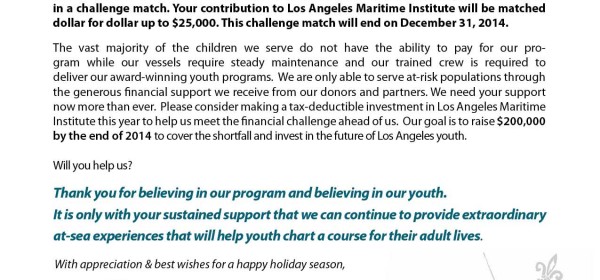 in a challenge match. Your contribution to Los Angeles Maritime Institute will be matched
dollar for dollar up to $25,000. This challenge match will end on December 31, 2014.
The vast majority of the children we serve do not have the ability to pay for our pro-
gram while our vessels require steady maintenance and our trained crew is required to
deliver our award-winning youth programs. We are only able to serve at-risk populations through
the generous financial support we receive from our donors and partners. We need your support
now more than ever. Please consider making a tax-deductible investment in Los Angeles Maritime
Institute this year to help us meet the financial challenge ahead of us. Our goal is to raise $200,000
by the end of 2014 to cover the shortfall and invest in the future of Los Angeles youth.
Will you help us?
Thank you for believing in our program and believing in our youth.
It is only with your sustained support that we can continue to provide extraordinary
at-sea experiences that will help youth chart a course for their adult lives.
With appreciation & best wishes for a happy holiday season,